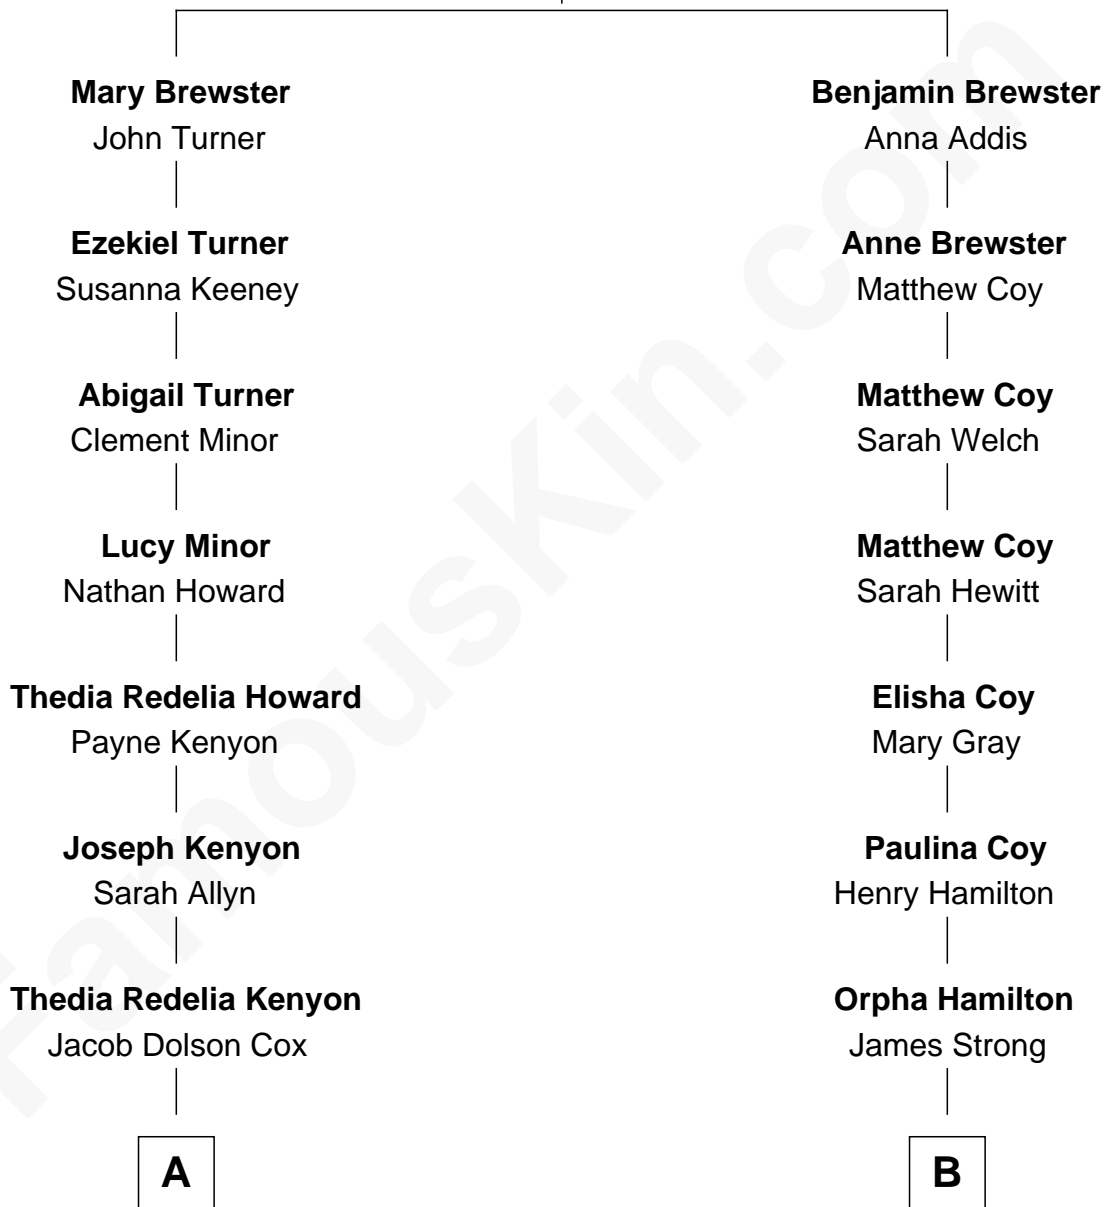 Mary Brewster
John Turner
Ezekiel Turner
Susanna Keeney
Abigail Turner
Clement Minor
Lucy Minor
Nathan Howard
Thedia Redelia Howard
Payne Kenyon
Joseph Kenyon
Sarah Allyn
Thedia Redelia Kenyon
Jacob Dolson Cox
A
Benjamin Brewster
Anna Addis
Anne Brewster
Matthew Coy
Matthew Coy
Sarah Welch
Matthew Coy
Sarah Hewitt
Elisha Coy
Mary Gray
Paulina Coy
Henry Hamilton
Orpha Hamilton
James Strong
B
FamousKin.com